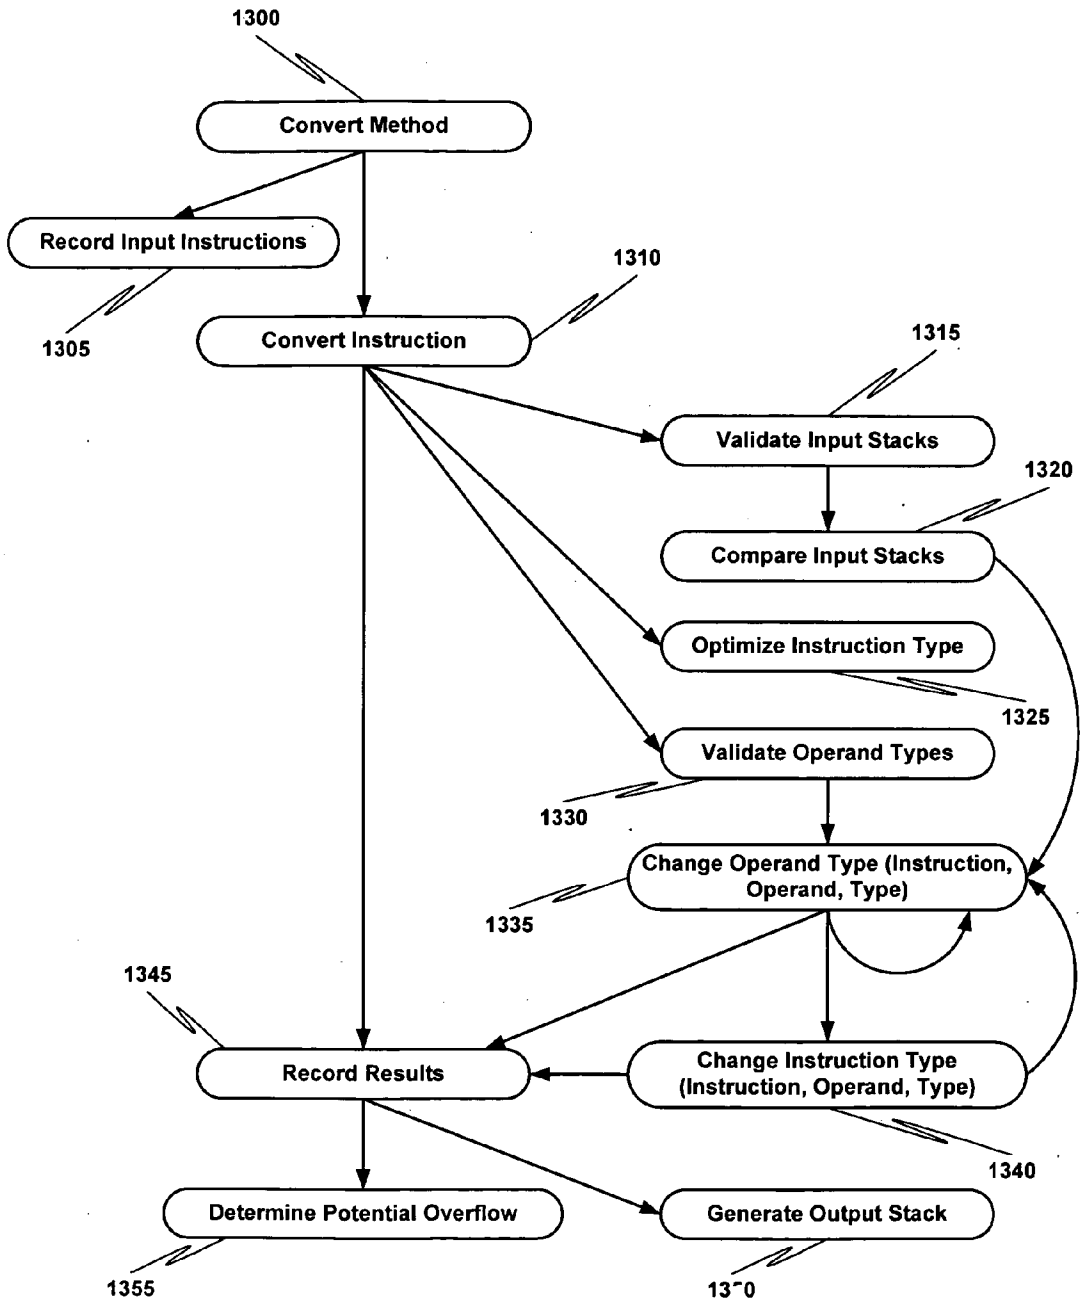 1300
Convert Method
Record Input Instructions
1305
1310
Convert Instruction
1315
Validate Input Stacks
1320
Compare Input Stacks
Optimize Instruction Type
1325
Validate Operand Types
1330
Change Operand Type (Instruction,
Operand, Type)
1335
1345
Record Results
Change Instruction Type
(Instruction, Operand, Type)
1340
Determine Potential Overflow
Generate Output Stack
1355